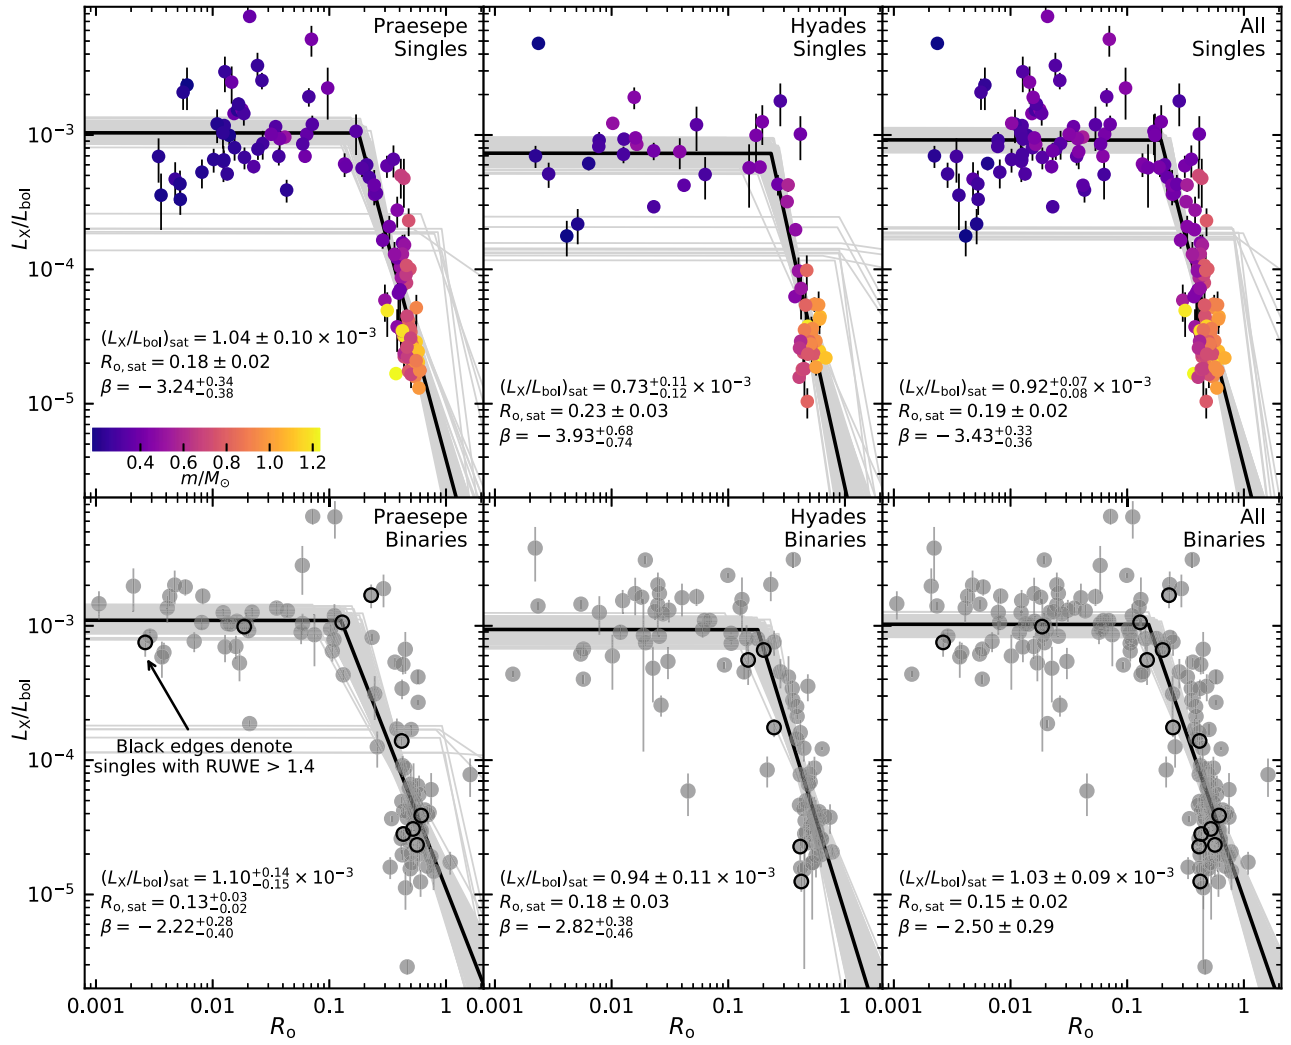 Praesepe
Singles
Hyades
Singles
All
Singles
10⁻³
10⁻⁴
10⁻⁵
L_X/L_bol
(L_X/L_bol)_sat = 1.04 ± 0.10 × 10⁻³
R_o,sat = 0.18 ± 0.02
β = −3.24^{+0.34}_{−0.38}
0.4 0.6 0.8 1.0 1.2
m/M_⊙
(L_X/L_bol)_sat = 0.73^{+0.11}_{−0.12} × 10⁻³
R_o,sat = 0.23 ± 0.03
β = −3.93^{+0.68}_{−0.74}
(L_X/L_bol)_sat = 0.92^{+0.07}_{−0.08} × 10⁻³
R_o,sat = 0.19 ± 0.02
β = −3.43^{+0.33}_{−0.36}
Praesepe
Binaries
Hyades
Binaries
All
Binaries
10⁻³
10⁻⁴
10⁻⁵
L_X/L_bol
Black edges denote
singles with RUWE > 1.4
(L_X/L_bol)_sat = 1.10^{+0.14}_{−0.15} × 10⁻³
R_o,sat = 0.13^{+0.03}_{−0.02}
β = −2.22^{+0.28}_{−0.40}
(L_X/L_bol)_sat = 0.94 ± 0.11 × 10⁻³
R_o,sat = 0.18 ± 0.03
β = −2.82^{+0.38}_{−0.46}
(L_X/L_bol)_sat = 1.03 ± 0.09 × 10⁻³
R_o,sat = 0.15 ± 0.02
β = −2.50 ± 0.29
0.001 0.01 0.1 1 0.001 0.01 0.1 1 0.001 0.01 0.1 1
R_o R_o R_o